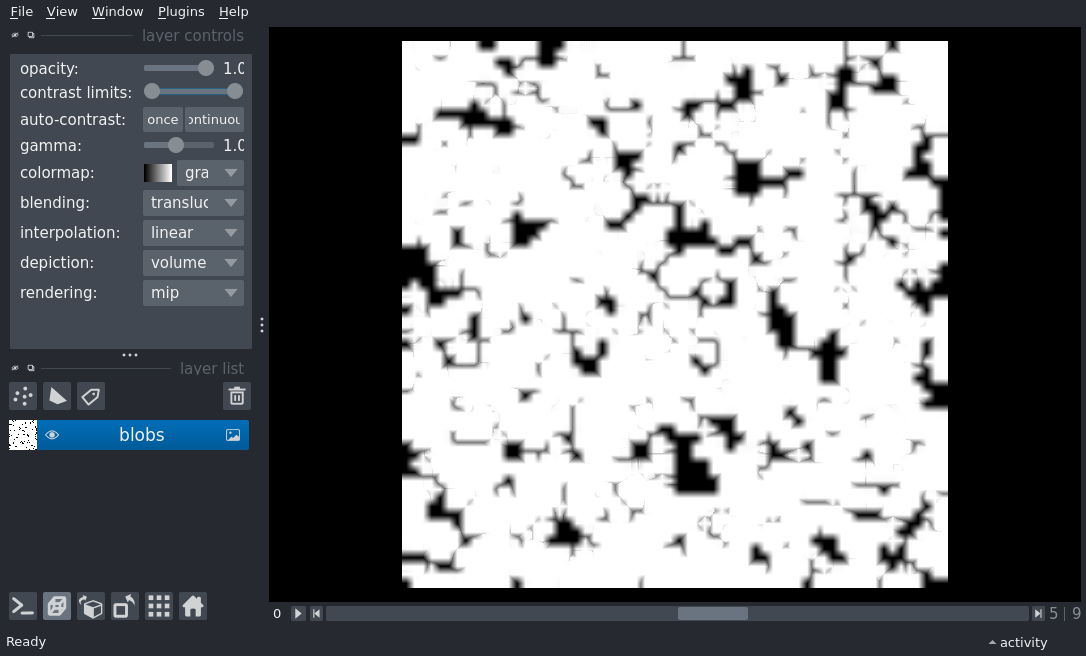 File View Window Plugins Help
layer controls
opacity: 1.0
contrast limits:
auto-contrast: once ontinuou
gamma: 1.0
colormap: gra
blending: transluc
interpolation: linear
depiction: volume
rendering: mip
layer list
blobs
0 5 | 9
Ready activity